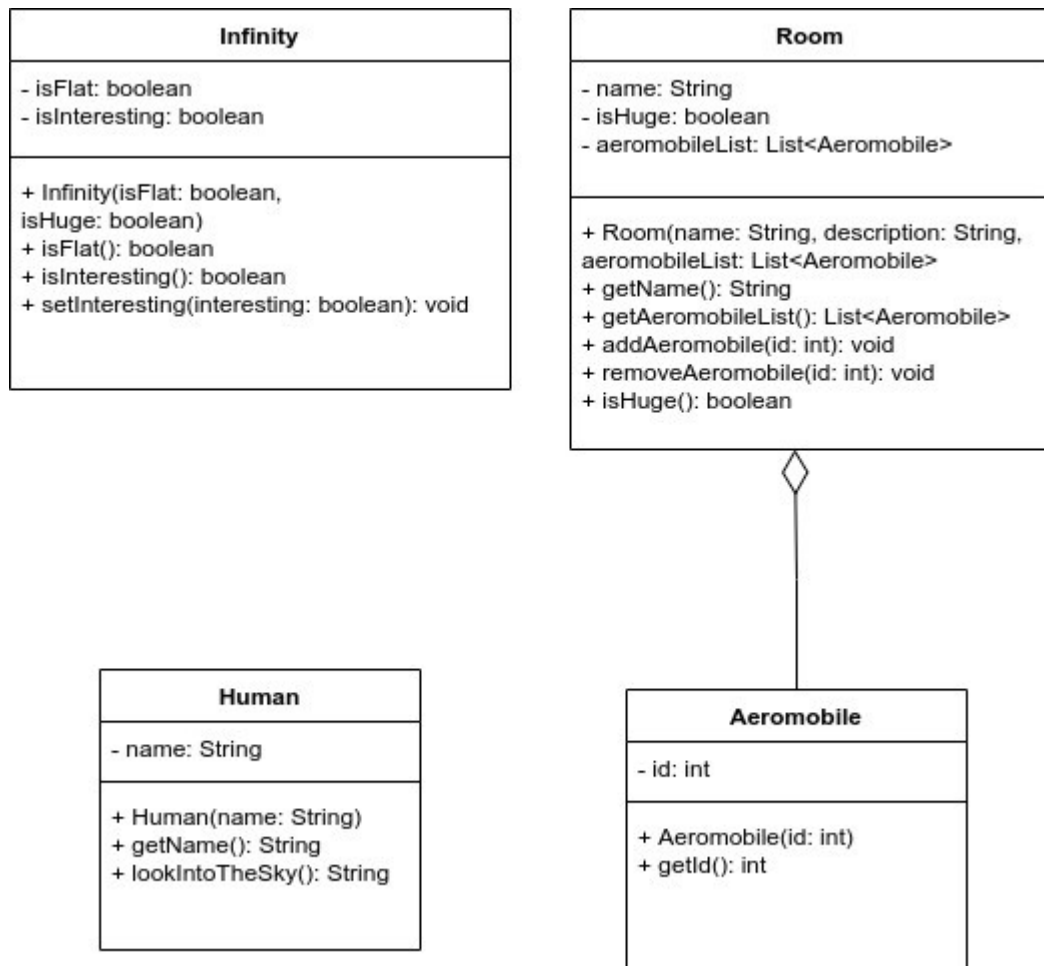 Infinity
- isFlat: boolean
- isInteresting: boolean
+ Infinity(isFlat: boolean,
isHuge: boolean)
+ isFlat(): boolean
+ isInteresting(): boolean
+ setInteresting(interesting: boolean): void
Room
- name: String
- isHuge: boolean
- aeromobileList: List<Aeromobile>
+ Room(name: String, description: String,
aeromobileList: List<Aeromobile>
+ getName(): String
+ getAeromobileList(): List<Aeromobile>
+ addAeromobile(id: int): void
+ removeAeromobile(id: int): void
+ isHuge(): boolean
Human
- name: String
+ Human(name: String)
+ getName(): String
+ lookIntoTheSky(): String
Aeromobile
- id: int
+ Aeromobile(id: int)
+ getId(): int